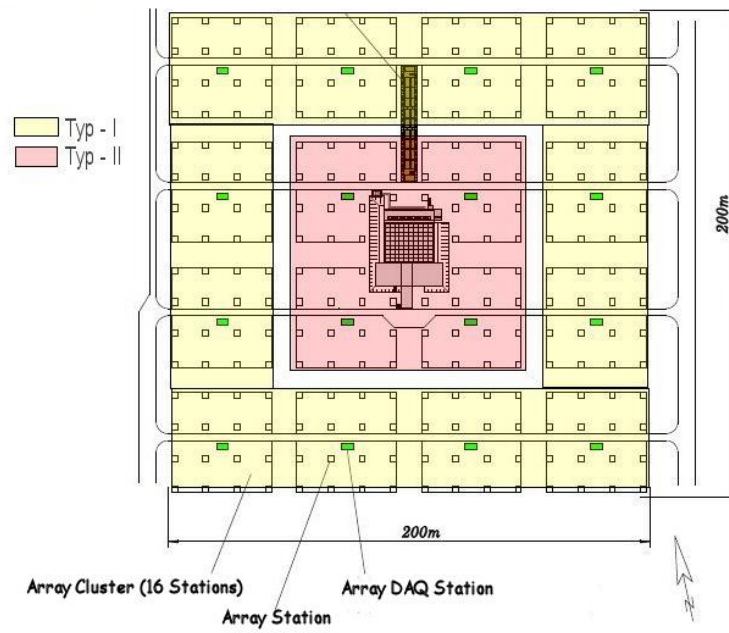 Typ - I
Typ - II
200m
200m
Array Cluster (16 Stations)
Array DAQ Station
Array Station
N